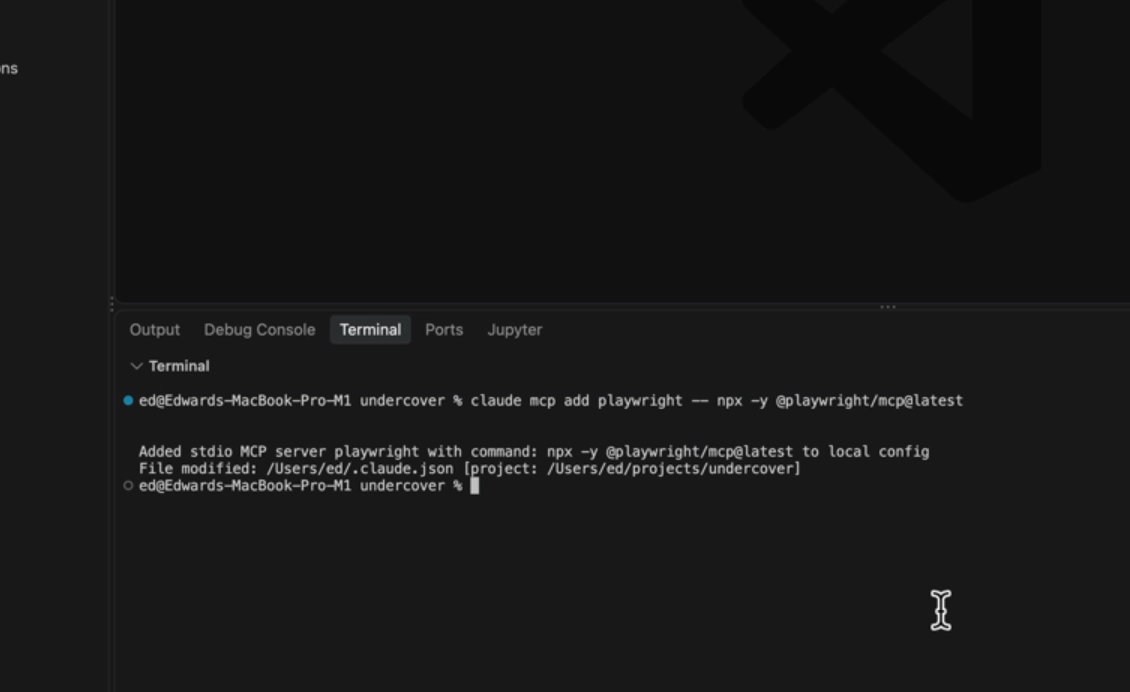 ns
Output Debug Console Terminal Ports Jupyter
Terminal
ed@Edwards-MacBook-Pro-M1 undercover % claude mcp add playwright -- npx -y @playwright/mcp@latest
Added stdio MCP server playwright with command: npx -y @playwright/mcp@latest to local config
File modified: /Users/ed/.claude.json [project: /Users/ed/projects/undercover]
ed@Edwards-MacBook-Pro-M1 undercover %